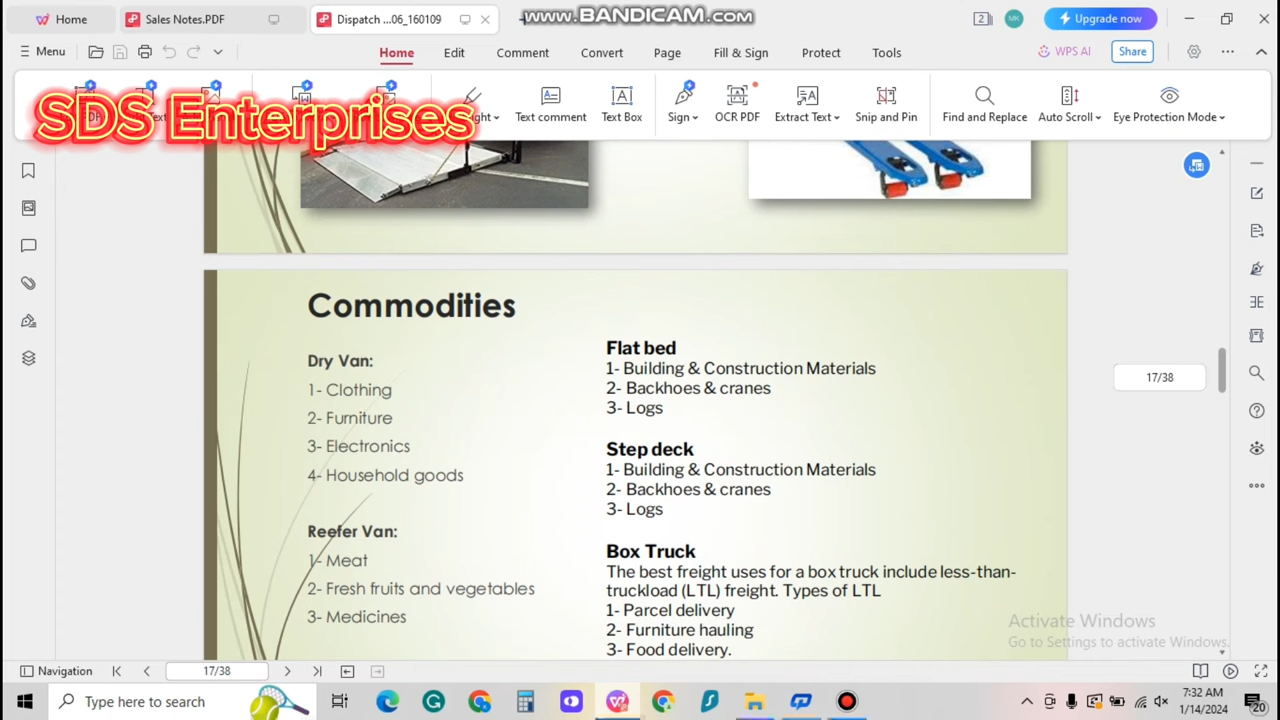 www.BANDICAM.com
Home
Sales Notes.PDF
Dispatch ...06_160109
2
MK
Upgrade now
Menu
Home
Edit
Comment
Convert
Page
Fill & Sign
Protect
Tools
WPS AI
Share
SDS Enterprises
Text comment
Text Box
Sign
OCR PDF
Extract Text
Snip and Pin
Find and Replace
Auto Scroll
Eye Protection Mode
Commodities
Dry Van:
1- Clothing
2- Furniture
3- Electronics
4- Household goods
Reefer Van:
1- Meat
2- Fresh fruits and vegetables
3- Medicines
Flat bed
1- Building & Construction Materials
2- Backhoes & cranes
3- Logs
Step deck
1- Building & Construction Materials
2- Backhoes & cranes
3- Logs
Box Truck
The best freight uses for a box truck include less-than-
truckload (LTL) freight. Types of LTL
1- Parcel delivery
2- Furniture hauling
3- Food delivery.
17/38
Activate Windows
Go to Settings to activate Windows.
Navigation
17/38
Type here to search
7:32 AM
1/14/2024
20